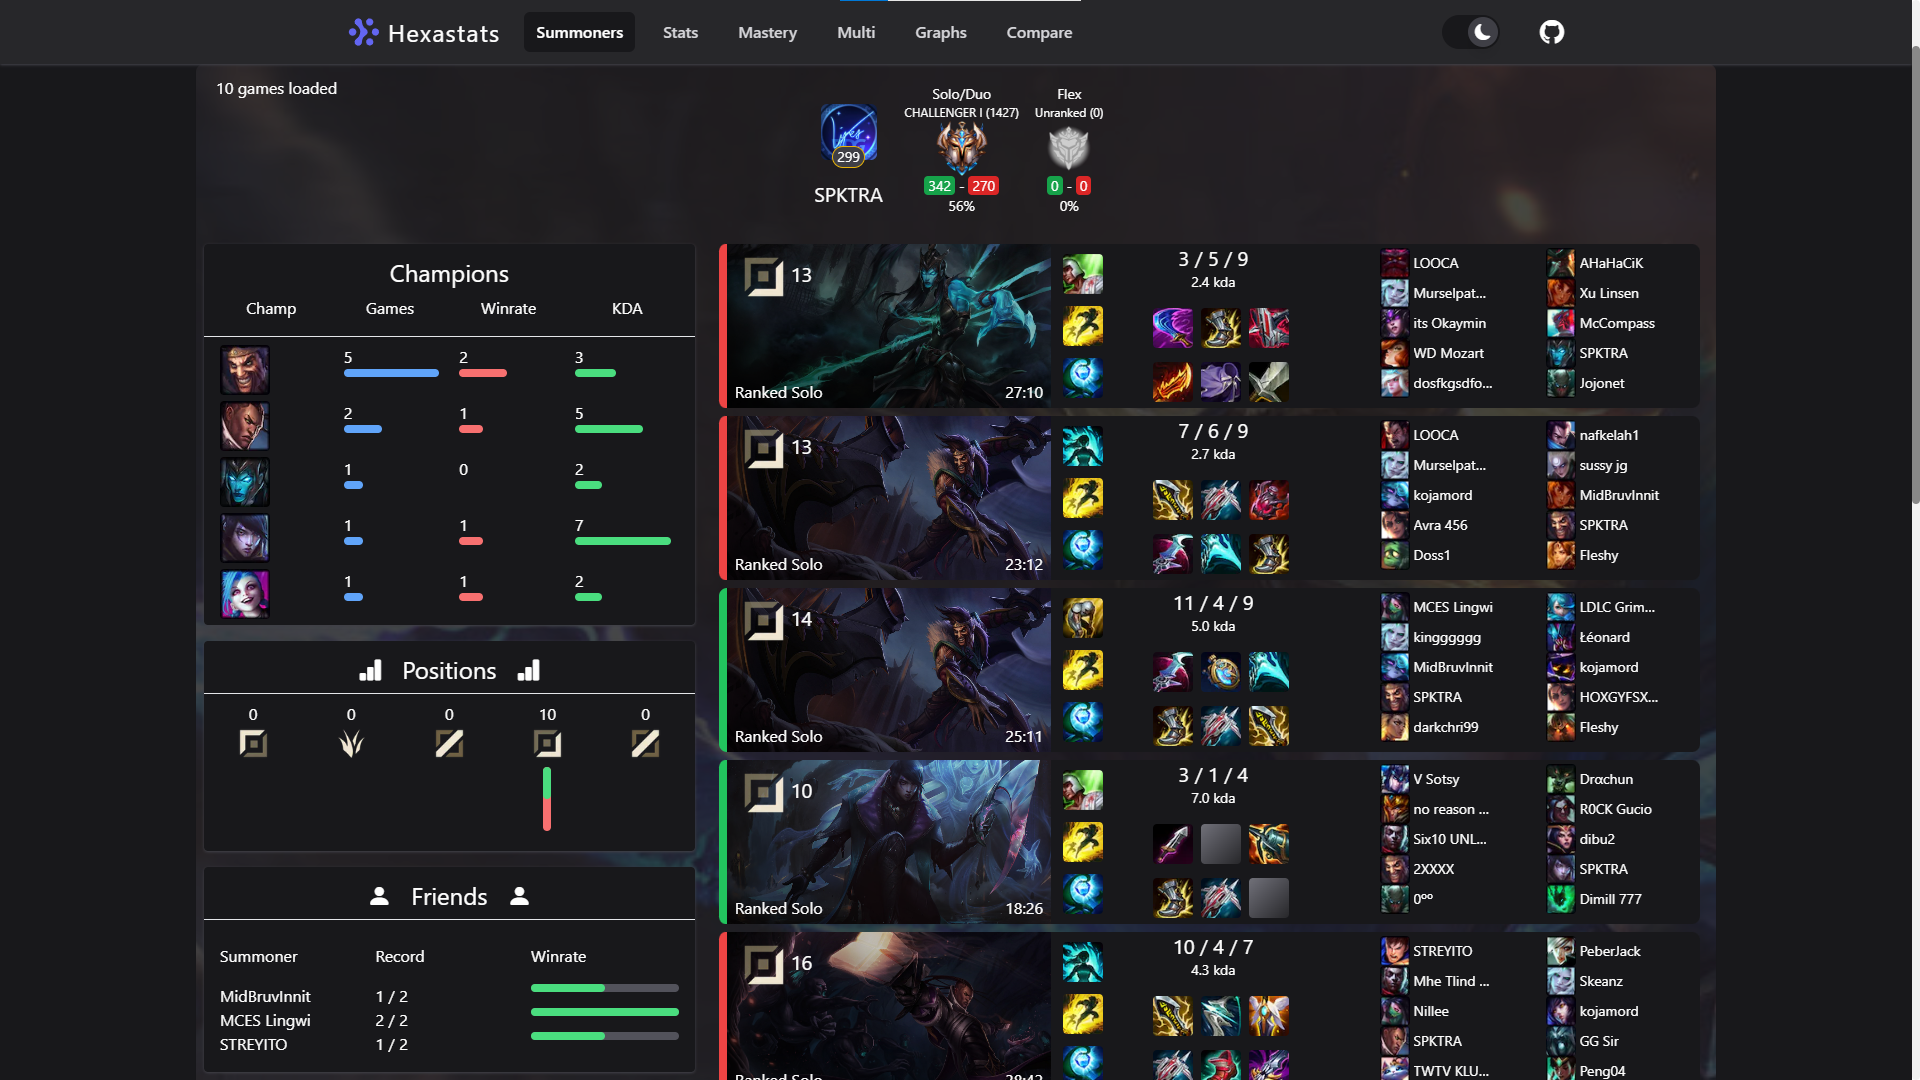 Hexastats
Summoners
Stats
Mastery
Multi
Graphs
Compare
10 games loaded
299
SPKTRA
Solo/Duo
CHALLENGER I (1427)
342 - 270
56%
Flex
Unranked (0)
0 - 0
0%
Champions
Champ Games Winrate KDA
5 2 3
2 1 5
1 0 2
1 1 7
1 1 2
Positions
0 0 0 10 0
Friends
Summoner Record Winrate
MidBruvInnit 1 / 2
MCES Lingwi 2 / 2
STREYITO 1 / 2
13
Ranked Solo 27:10
3 / 5 / 9
2.4 kda
LOOCA
Murselpat...
its Okaymin
WD Mozart
dosfkgsdfo...
AHaHaCiK
Xu Linsen
McCompass
SPKTRA
Jojonet
13
Ranked Solo 23:12
7 / 6 / 9
2.7 kda
LOOCA
Murselpat...
kojamord
Avra 456
Doss1
nafkelah1
sussy jg
MidBruvInnit
SPKTRA
Fleshy
14
Ranked Solo 25:11
11 / 4 / 9
5.0 kda
MCES Lingwi
kingggggg
MidBruvInnit
SPKTRA
darkchri99
LDLC Grim...
Łéonard
kojamord
HOXGYFSX...
Fleshy
10
Ranked Solo 18:26
3 / 1 / 4
7.0 kda
V Sotsy
no reason ...
Six10 UNL...
2XXXX
0ºº
Drαchun
R0CK Gucio
dibu2
SPKTRA
Dimill 777
16
Ranked Solo 38:42
10 / 4 / 7
4.3 kda
STREYITO
Mhe Tlind ...
Nillee
SPKTRA
TWTV KLU...
PeberJack
Skeanz
kojamord
GG Sir
Peng04